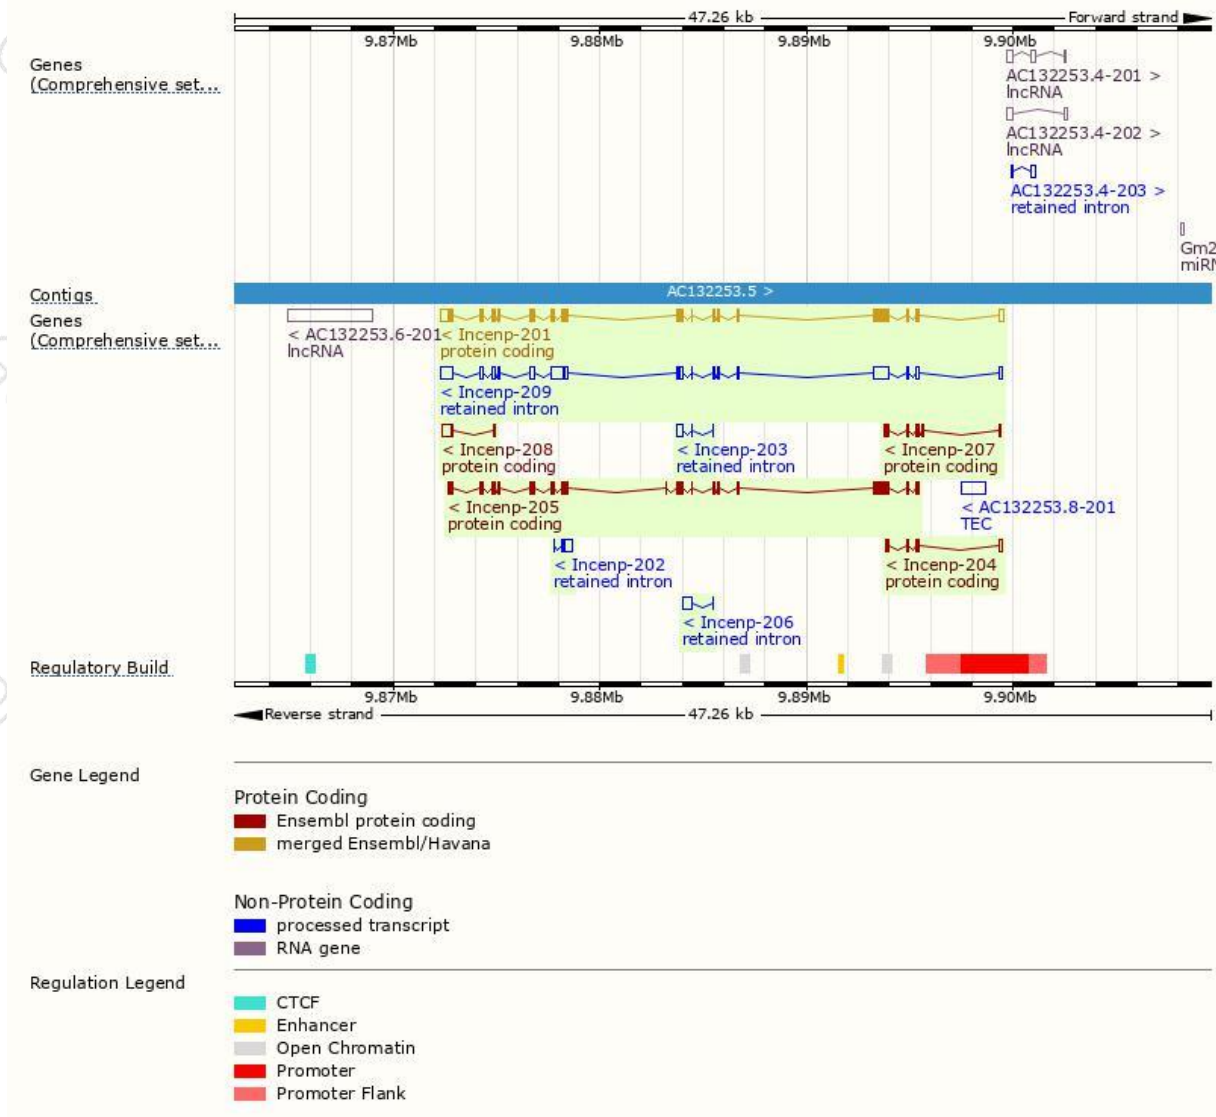 47.26 kb
Forward strand
9.87Mb 9.88Mb 9.89Mb 9.90Mb
Genes
(Comprehensive set...
AC132253.4-201 >
lncRNA
AC132253.4-202 >
lncRNA
AC132253.4-203 >
retained intron
Gm2
miRN
Contigs
AC132253.5 >
Genes
(Comprehensive set...
< AC132253.6-201
lncRNA
< Incenp-201
protein coding
< Incenp-209
retained intron
< Incenp-208
protein coding
< Incenp-203
retained intron
< Incenp-207
protein coding
< Incenp-205
protein coding
< AC132253.8-201
TEC
< Incenp-202
retained intron
< Incenp-204
protein coding
< Incenp-206
retained intron
Regulatory Build
9.87Mb 9.88Mb 9.89Mb 9.90Mb
Reverse strand
47.26 kb
Gene Legend
Protein Coding
Ensembl protein coding
merged Ensembl/Havana
Non-Protein Coding
processed transcript
RNA gene
Regulation Legend
CTCF
Enhancer
Open Chromatin
Promoter
Promoter Flank